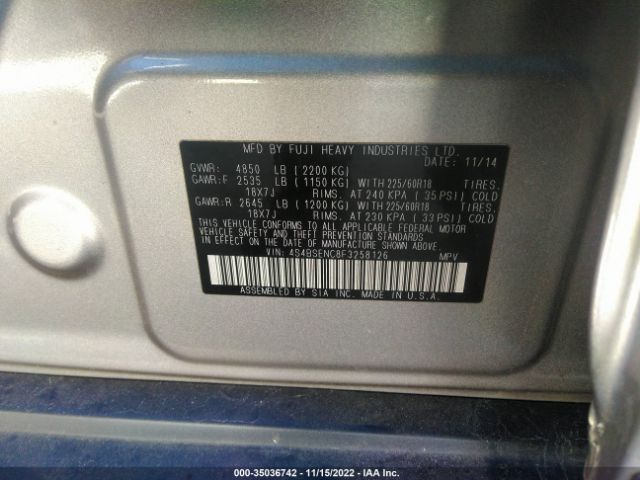 MFD BY FUJI HEAVY INDUSTRIES LTD.
DATE: 11/14
GVWR: 4850 LB ( 2200 KG)
GAWR:F 2535 LB ( 1150 KG) WITH 225/60R18 TIRES.
18X7J RIMS. AT 240 KPA ( 35 PSI) COLD
GAWR:R 2645 LB ( 1200 KG) WITH 225/60R18 TIRES.
18X7J RIMS. AT 230 KPA ( 33 PSI) COLD
THIS VEHICLE CONFORMS TO ALL APPLICABLE FEDERAL MOTOR
VEHICLE SAFETY AND THEFT PREVENTION STANDARDS
IN EFFECT ON THE DATE OF MANUFACTURE SHOWN ABOVE.
VIN: 4S4BSENC8F3258126 MPV
ASSEMBLED BY SIA INC. MADE IN U.S.A.
000-35036742 - 11/15/2022 - IAA Inc.